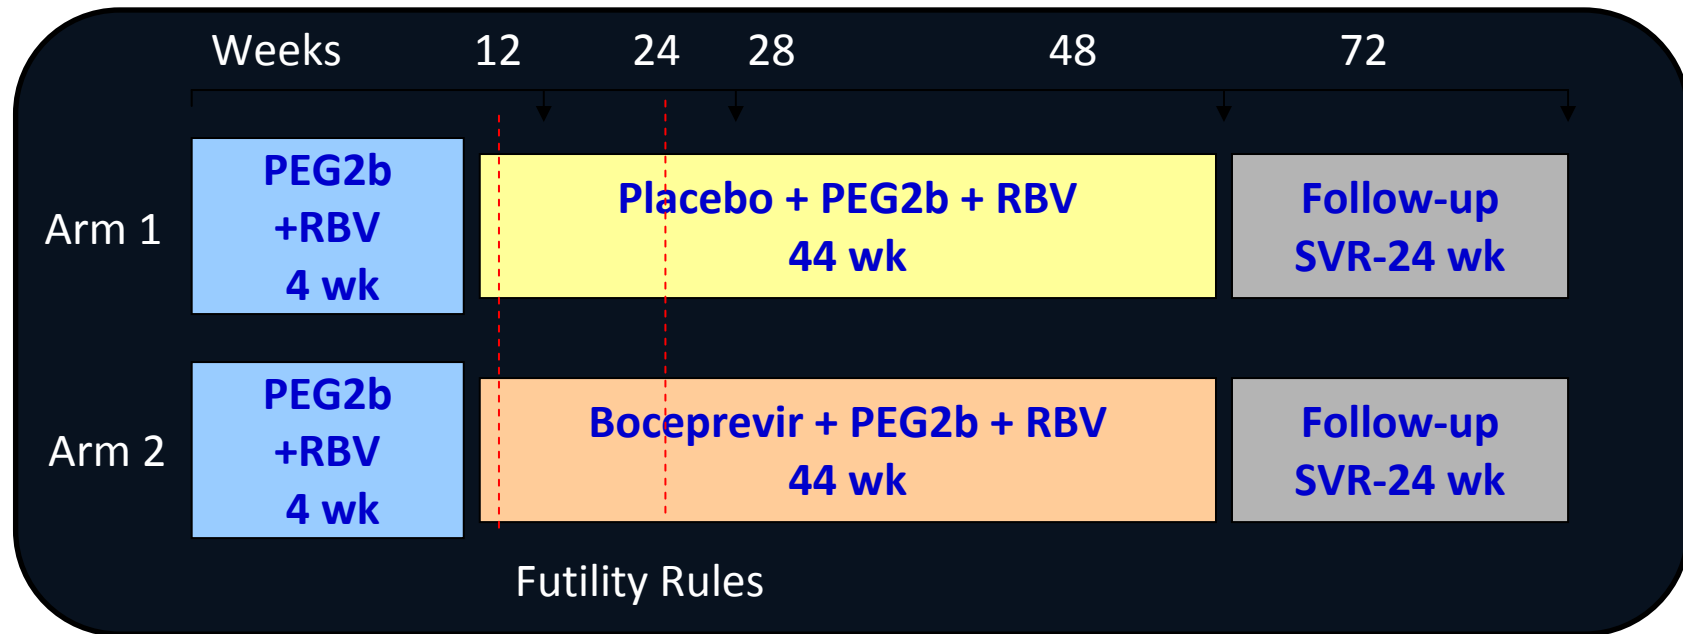 Weeks 12 24 28 48 72
Arm 1
PEG2b
+RBV
4 wk
Placebo + PEG2b + RBV
44 wk
Follow-up
SVR-24 wk
Arm 2
PEG2b
+RBV
4 wk
Boceprevir + PEG2b + RBV
44 wk
Follow-up
SVR-24 wk
Futility Rules